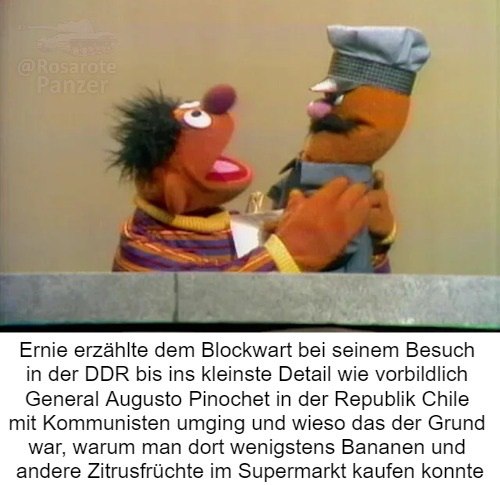 @Rosarote
Panzer
Ernie erzählte dem Blockwart bei seinem Besuch
in der DDR bis ins kleinste Detail wie vorbildlich
General Augusto Pinochet in der Republik Chile
mit Kommunisten umging und wieso das der Grund
war, warum man dort wenigstens Bananen und
andere Zitrusfrüchte im Supermarkt kaufen konnte